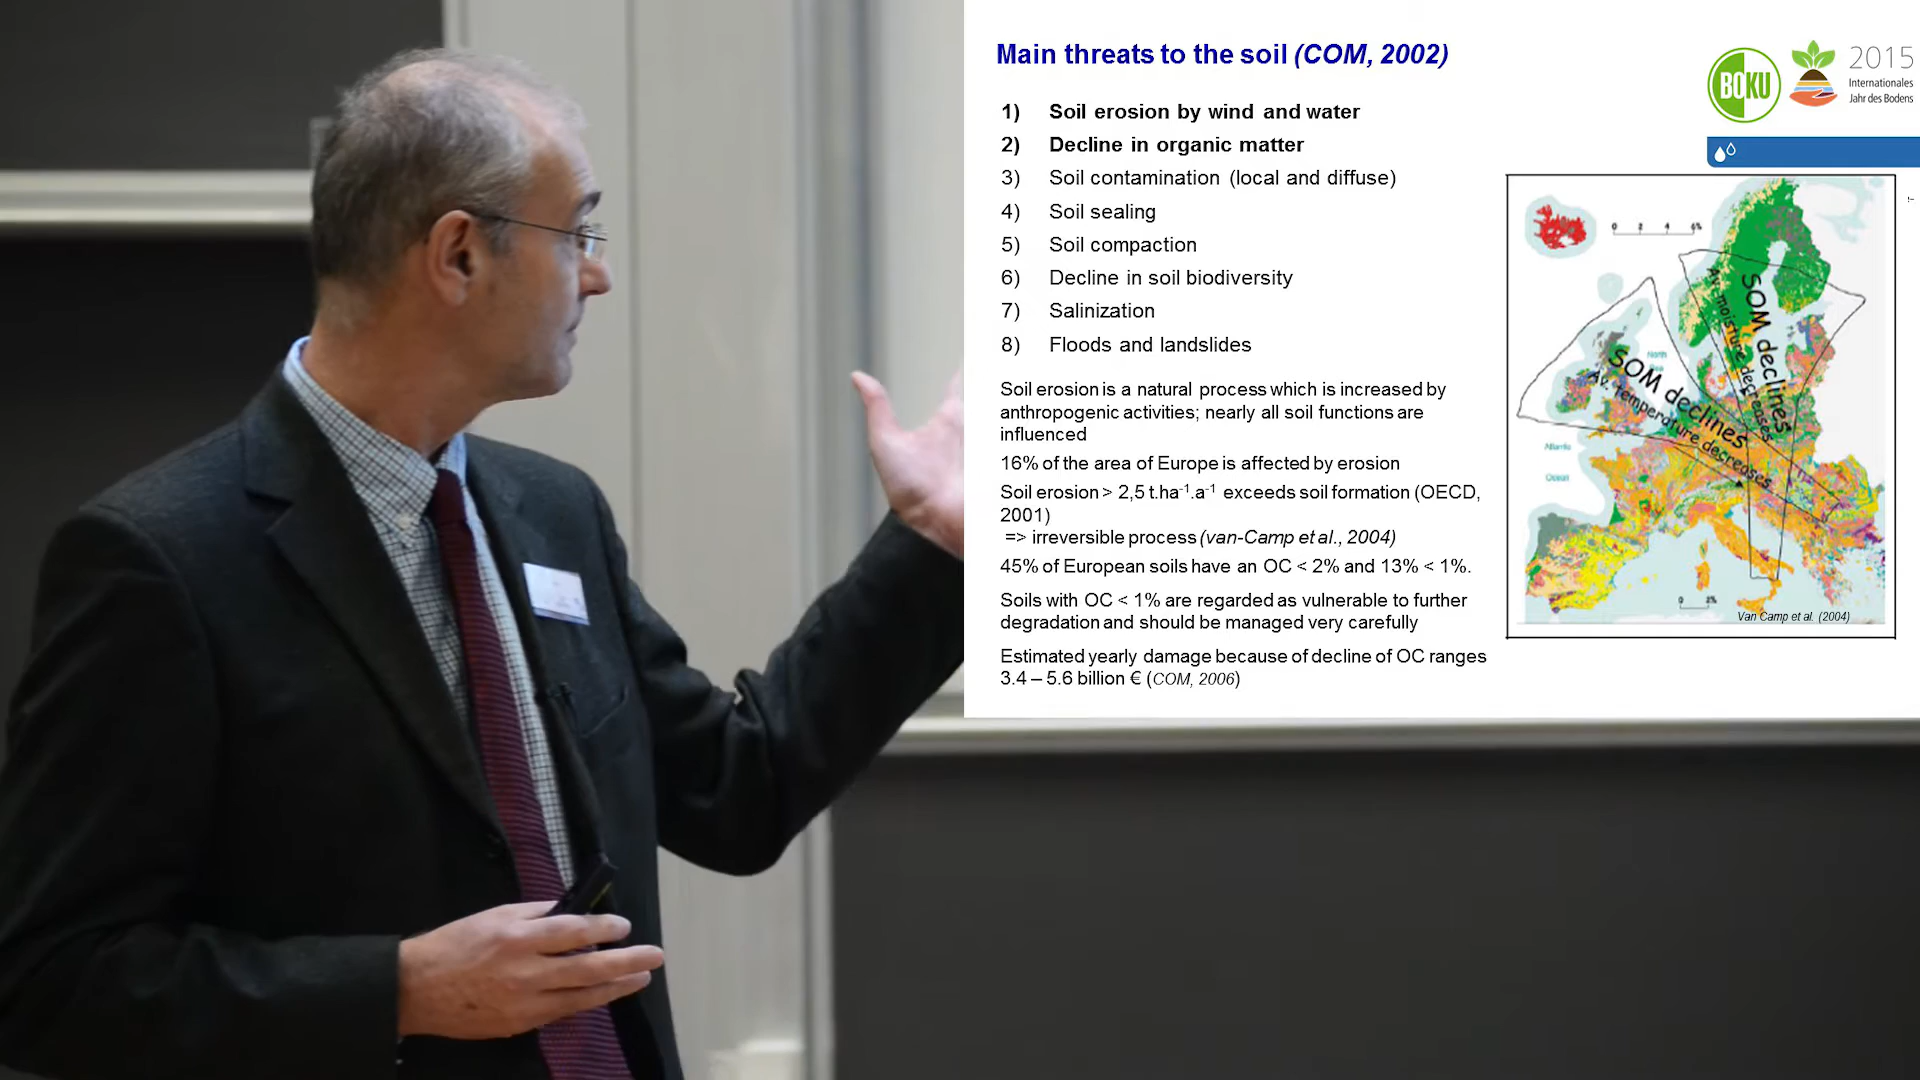 Main threats to the soil (COM, 2002)
BOKU
2015
Internationales
Jahr des Bodens
1) Soil erosion by wind and water
2) Decline in organic matter
3) Soil contamination (local and diffuse)
4) Soil sealing
5) Soil compaction
6) Decline in soil biodiversity
7) Salinization
8) Floods and landslides
Soil erosion is a natural process which is increased by
anthropogenic activities; nearly all soil functions are
influenced
16% of the area of Europe is affected by erosion
Soil erosion > 2,5 t.ha⁻¹.a⁻¹ exceeds soil formation (OECD,
2001)
=> irreversible process (van-Camp et al., 2004)
45% of European soils have an OC < 2% and 13% < 1%.
Soils with OC < 1% are regarded as vulnerable to further
degradation and should be managed very carefully
Estimated yearly damage because of decline of OC ranges
3.4 – 5.6 billion € (COM, 2006)
0 2 4 6%
SOM declines
Av. moisture decreases
North
SOM declines
Av. Temperature decreases
Atlantic
Ocean
0 2%
Van Camp et al. (2004)